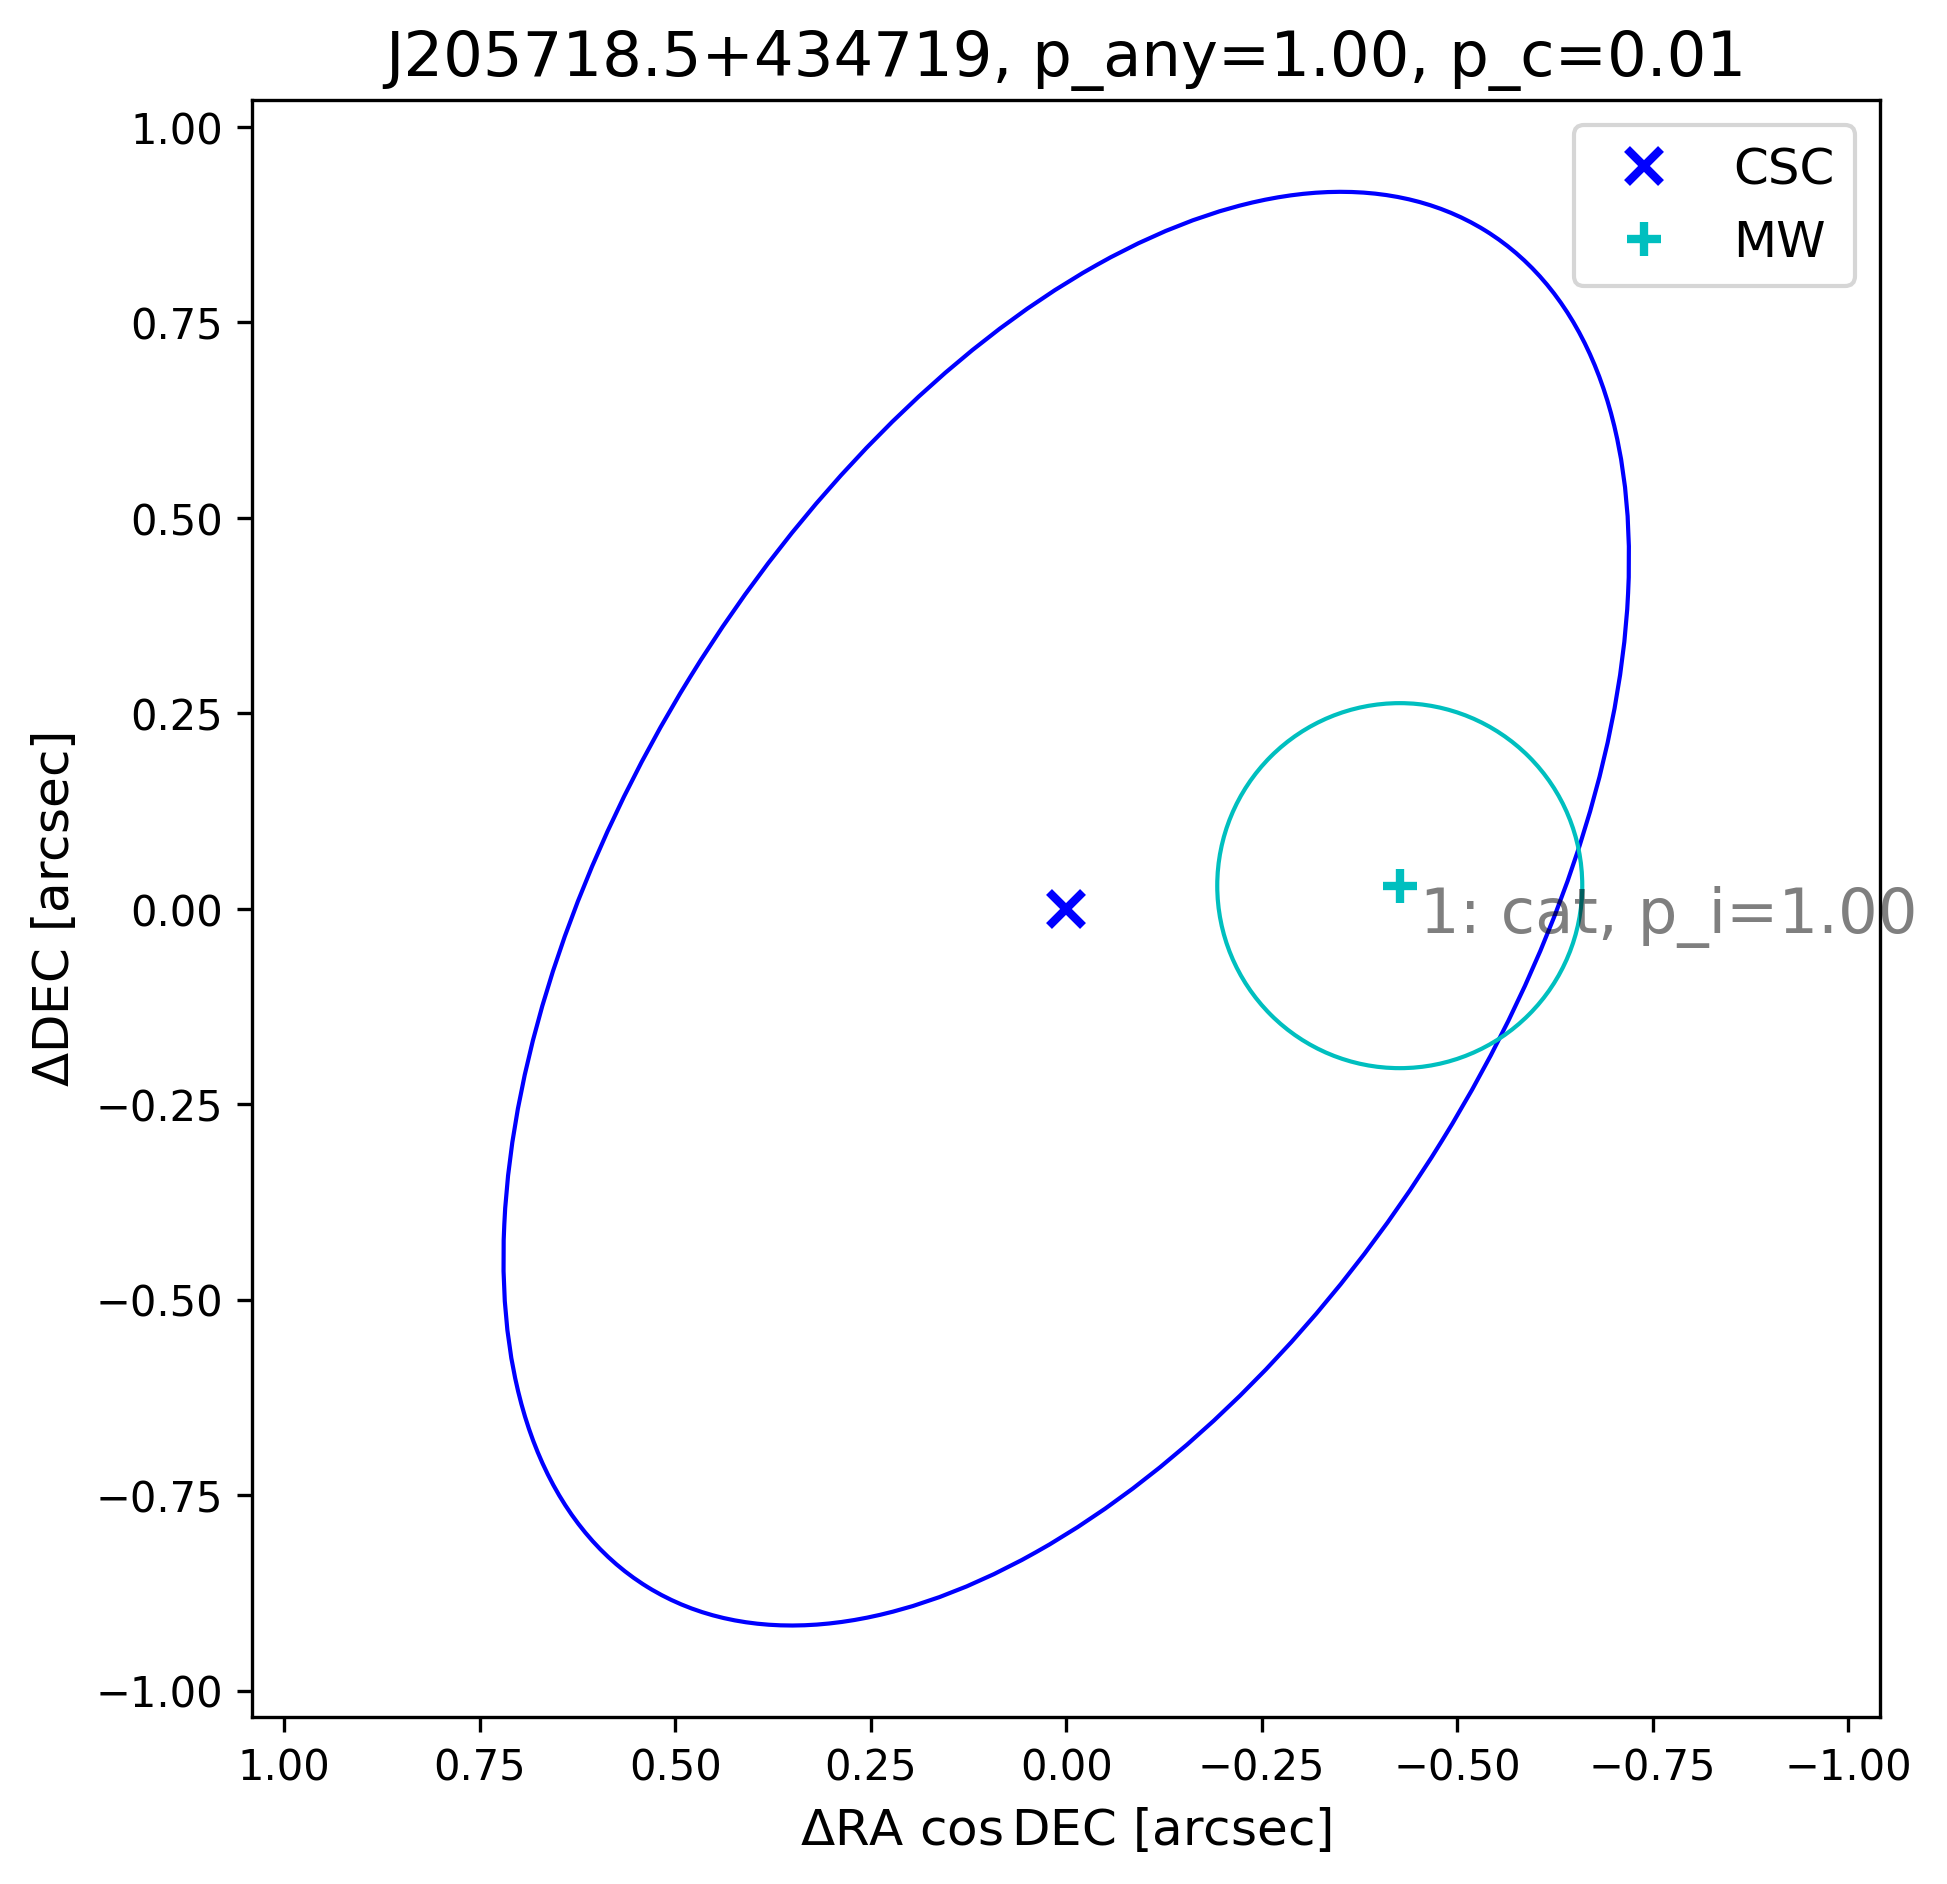 J205718.5+434719, p_any=1.00, p_c=0.01
CSC
MW
1.00
0.75
0.50
0.25
0.00
−0.25
−0.50
−0.75
−1.00
ΔDEC [arcsec]
1: cat, p_i=1.00
1.00 0.75 0.50 0.25 0.00 −0.25 −0.50 −0.75 −1.00
ΔRA cos DEC [arcsec]